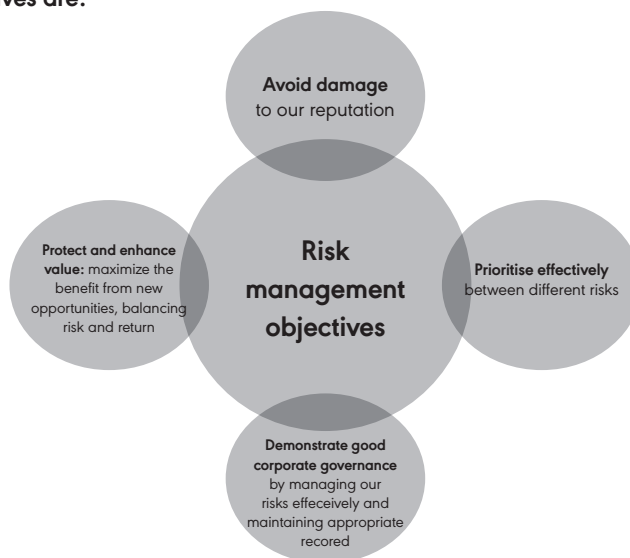 ves are:
Avoid damage
to our reputation
Protect and enhance
value: maximize the
benefit from new
opportunities, balancing
risk and return
Risk
management
objectives
Prioritise effectively
between different risks
Demonstrate good
corporate governance
by managing our
risks effeceively and
maintaining appropriate
recored